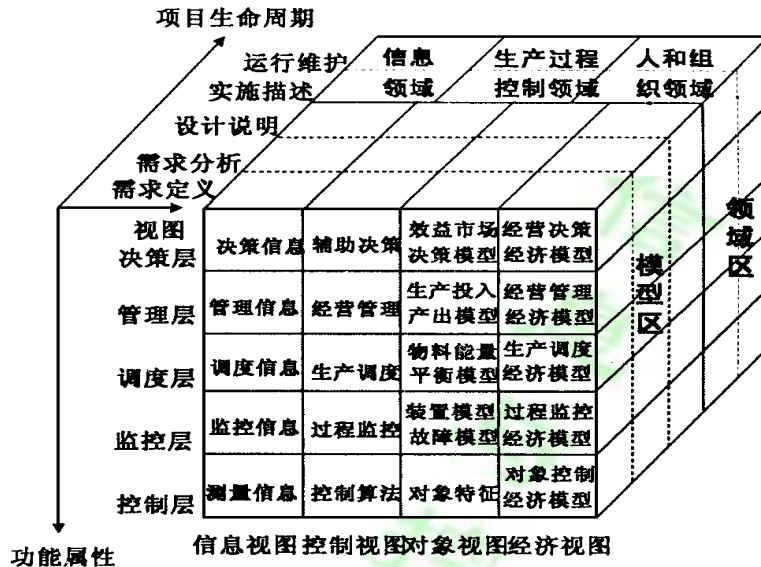 项目生命周期
运行维护
实施描述
设计说明
需求分析
需求定义
信息
领域
生产过程
控制领域
人和组
织领域
视图
决策层
管理层
调度层
监控层
控制层
功能属性
决策信息
辅助决策
效益市场
决策模型
经营决策
经济模型
管理信息
经营管理
生产投入
产出模型
经营管理
经济模型
调度信息
生产调度
物料能量
平衡模型
生产调度
经济模型
监控信息
过程监控
装置模型
故障模型
过程监控
经济模型
测量信息
控制算法
对象特征
对象控制
经济模型
信息视图
控制视图
对象视图
经济视图
模型区
领域区